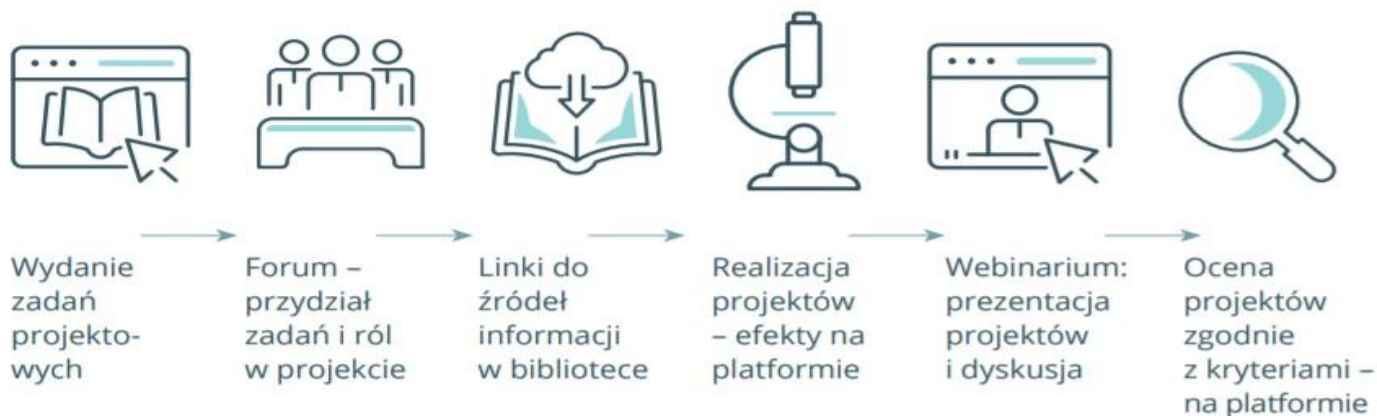 Wydanie
zadań
projekto-
wych
Forum –
przydział
zadań i ról
w projekcie
Linki do
źródeł
informacji
w bibliotece
Realizacja
projektów
– efekty na
platformie
Webinarium:
prezentacja
projektów
i dyskusja
Ocena
projektów
zgodnie
z kryteriami –
na platformie